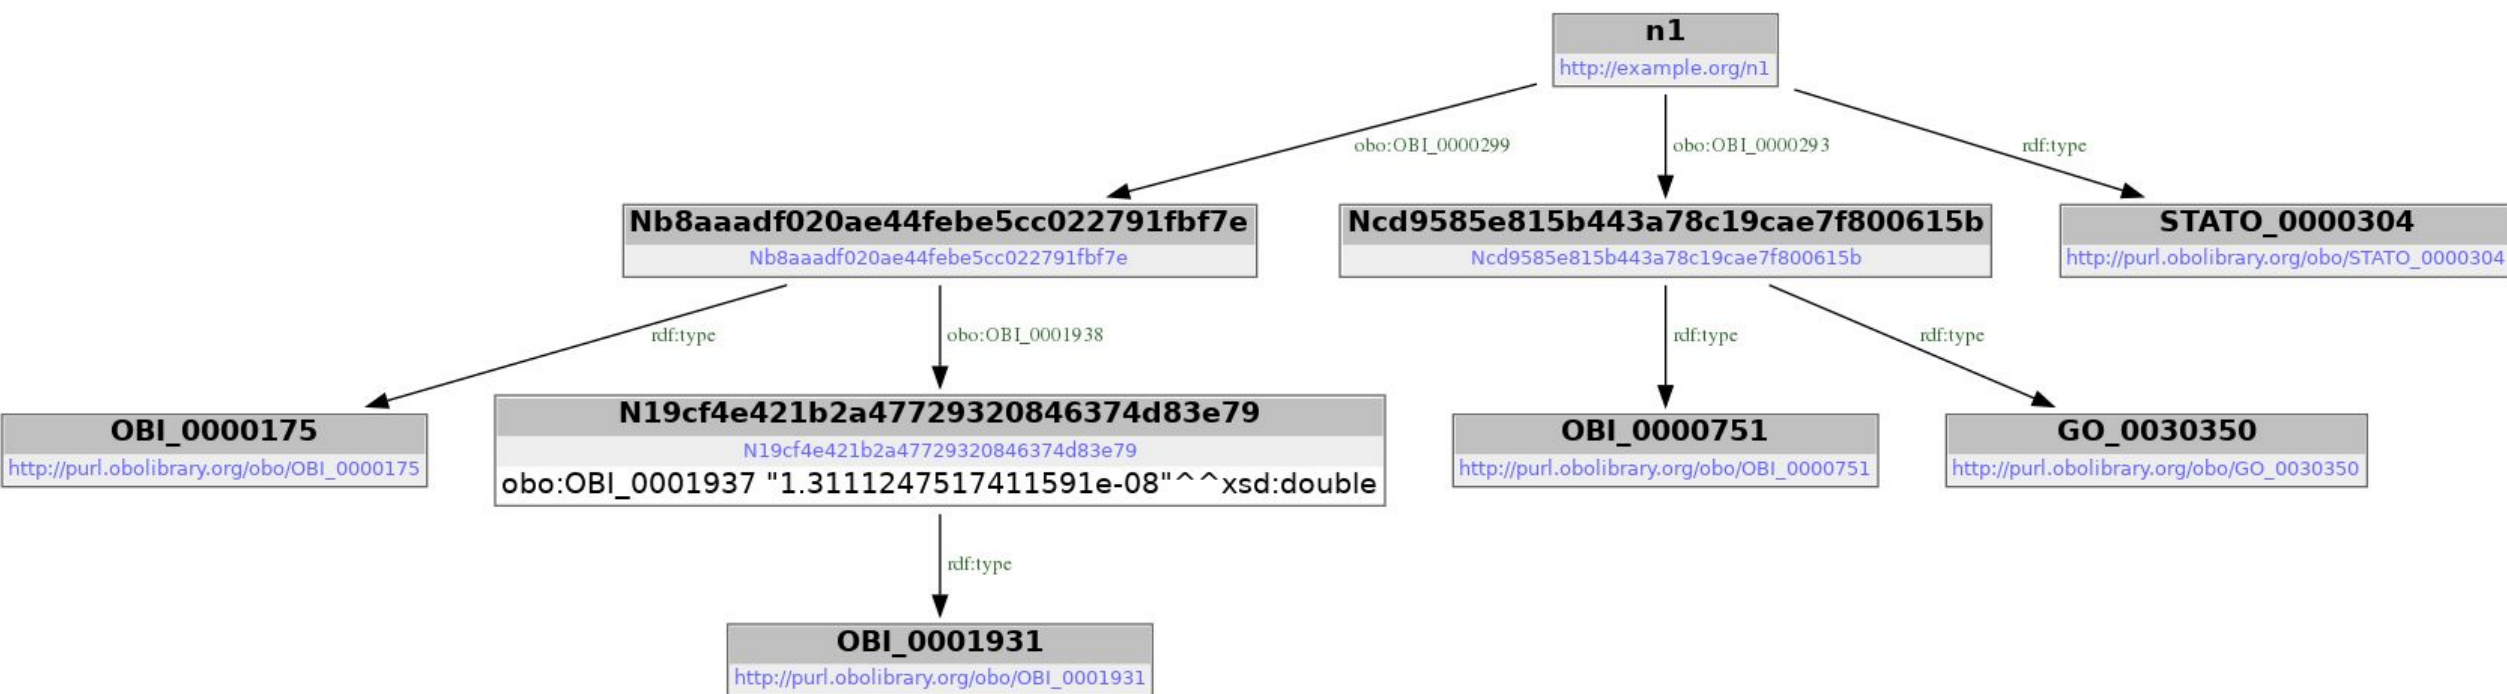 n1
http://example.org/n1
obo:OBI_0000299
obo:OBI_0000293
rdf:type
Nb8aaadf020ae44febe5cc022791fbf7e
Nb8aaadf020ae44febe5cc022791fbf7e
Ncd9585e815b443a78c19cae7f800615b
Ncd9585e815b443a78c19cae7f800615b
STATO_0000304
http://purl.obolibrary.org/obo/STATO_0000304
rdf:type
obo:OBI_0001938
rdf:type
rdf:type
OBI_0000175
http://purl.obolibrary.org/obo/OBI_0000175
N19cf4e421b2a47729320846374d83e79
N19cf4e421b2a47729320846374d83e79
obo:OBI_0001937 "1.3111247517411591e-08"^^xsd:double
OBI_0000751
http://purl.obolibrary.org/obo/OBI_0000751
GO_0030350
http://purl.obolibrary.org/obo/GO_0030350
rdf:type
OBI_0001931
http://purl.obolibrary.org/obo/OBI_0001931